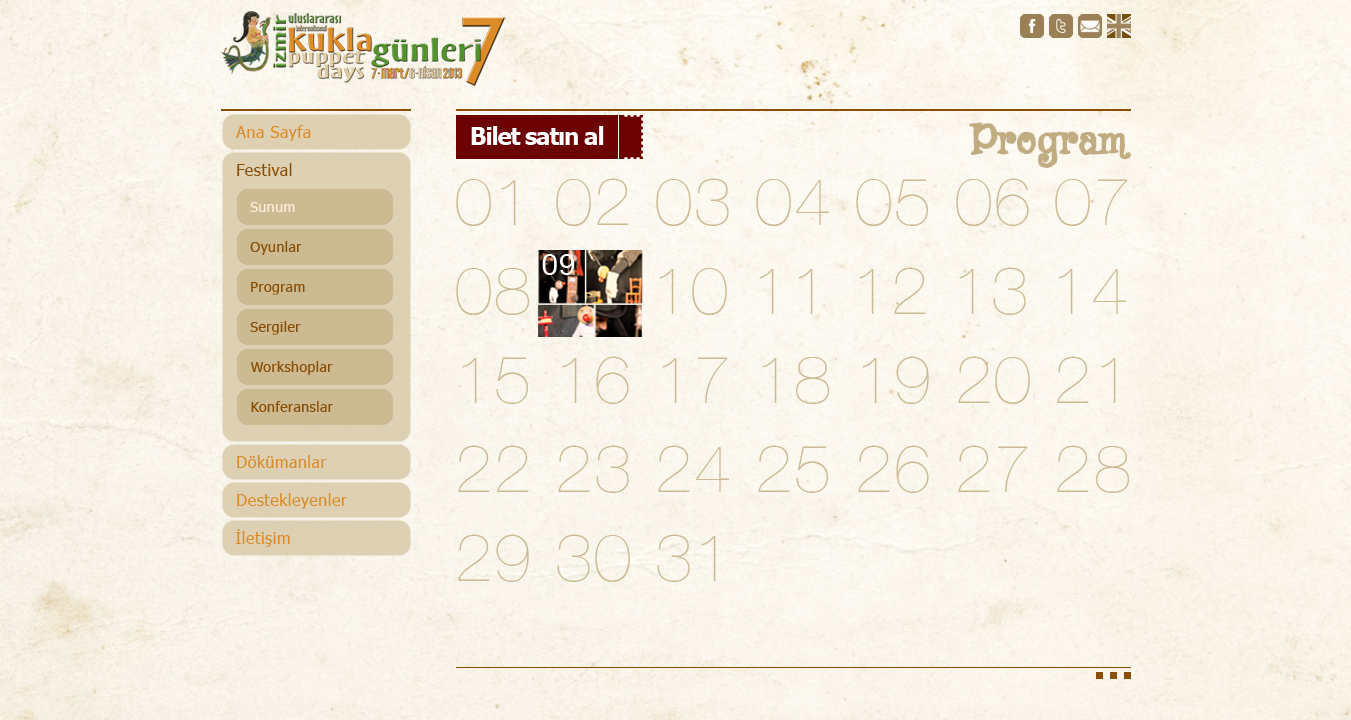 izmir
uluslararası
international
kukla günleri 7
puppet
days 7·mart/8·nisan 2013
Ana Sayfa
Festival
Sunum
Oyunlar
Program
Sergiler
Workshoplar
Konferanslar
Dökümanlar
Destekleyenler
İletişim
Bilet satın al
Program
01 02 03 04 05 06 07
08 09 10 11 12 13 14
15 16 17 18 19 20 21
22 23 24 25 26 27 28
29 30 31